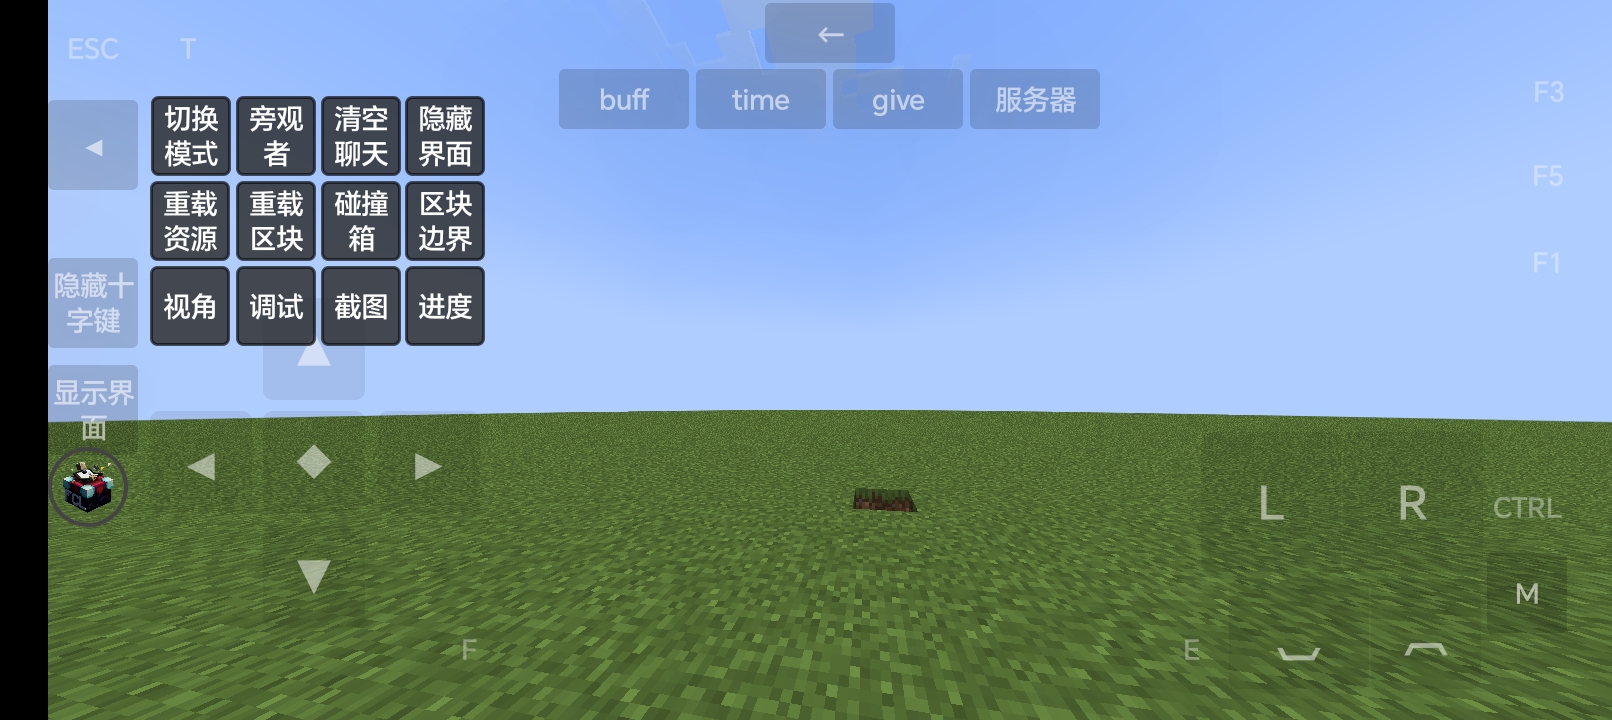 ←
ESC
T
buff
time
give
服务器
F3
◀
切换
模式
旁观
者
清空
聊天
隐藏
界面
F5
重载
资源
重载
区块
碰撞
箱
区块
边界
F1
隐藏十
字键
视角
调试
截图
进度
显示界
面
L
R
CTRL
M
F
E